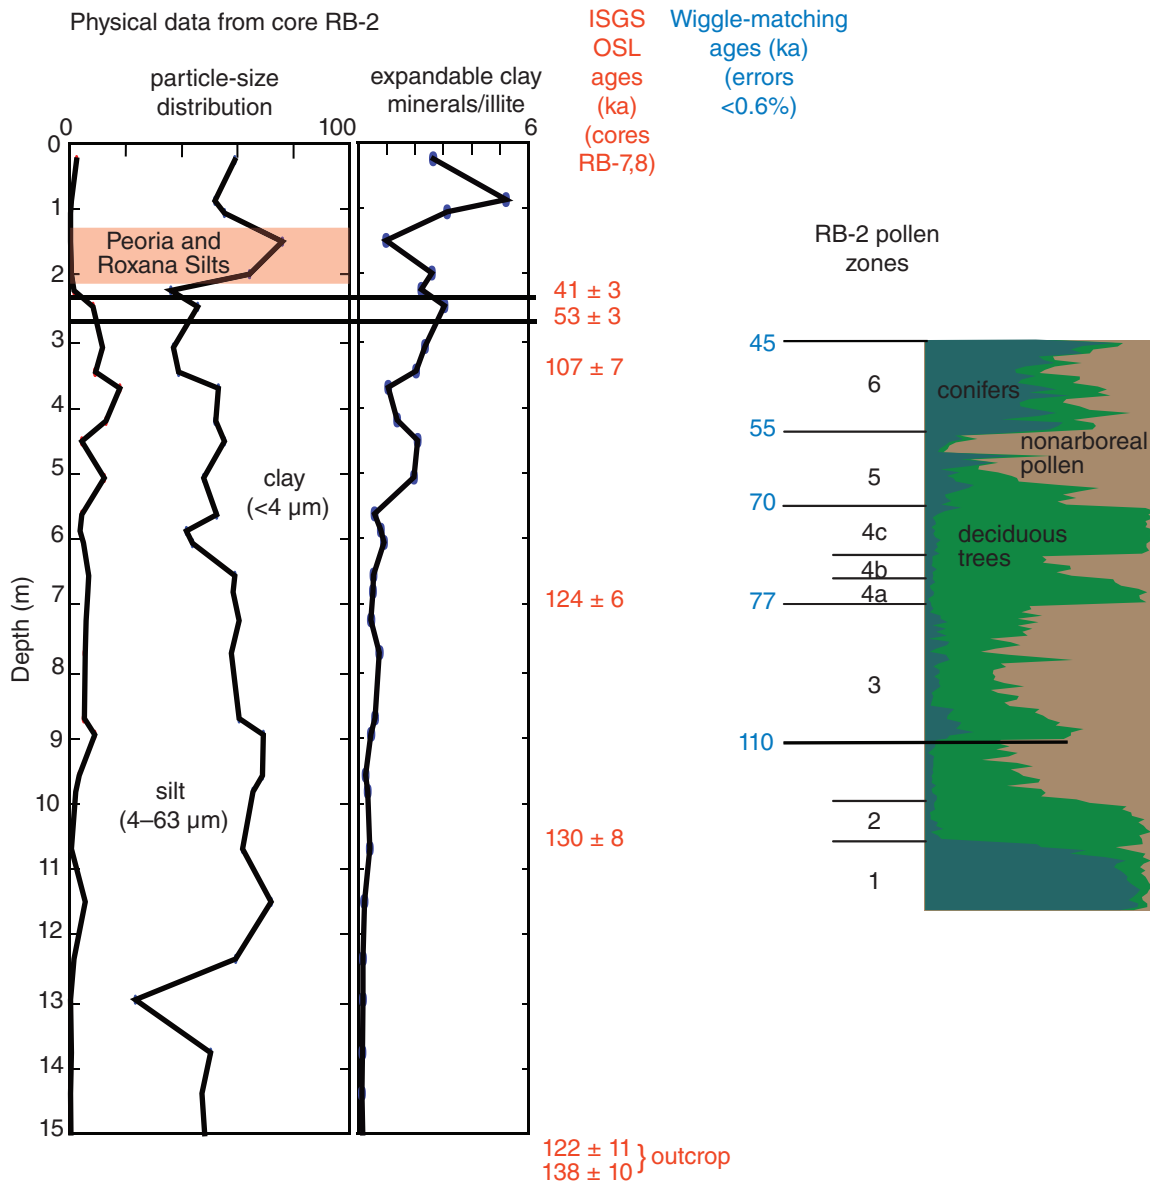 Physical data from core RB-2
particle-size
distribution
expandable clay
minerals/illite
ISGS
OSL
ages
(ka)
(cores
RB-7,8)
Wiggle-matching
ages (ka)
(errors
<0.6%)
0
100
6
0
1
2
3
4
5
6
7
8
9
10
11
12
13
14
15
Depth (m)
Peoria and
Roxana Silts
clay
(<4 µm)
silt
(4–63 µm)
41 ± 3
53 ± 3
107 ± 7
124 ± 6
130 ± 8
122 ± 11
138 ± 10
} outcrop
RB-2 pollen
zones
45
55
70
77
110
6
5
4c
4b
4a
3
2
1
conifers
nonarboreal
pollen
deciduous
trees